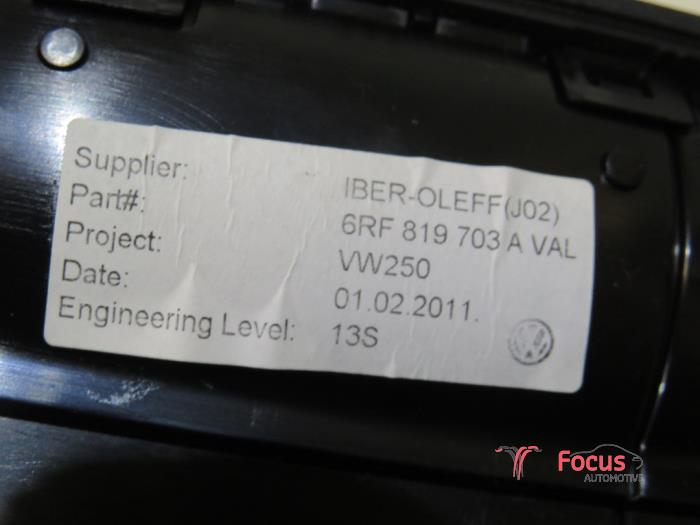 Supplier: IBER-OLEFF(J02)
Part#: 6RF 819 703 A VAL
Project: VW250
Date: 01.02.2011.
Engineering Level: 13S
Focus
AUTOMOTIVE